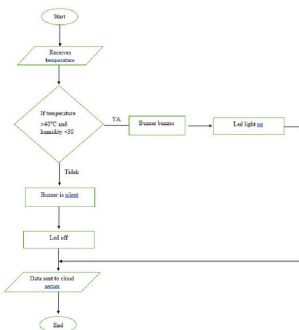 Start
Receives
temperature
If temperature
>40°C and
humidity <50
YA
Buzzer buzzes
Led light on
Tidak
Buzzer is silent
Led off
Data sent to cloud
server
End